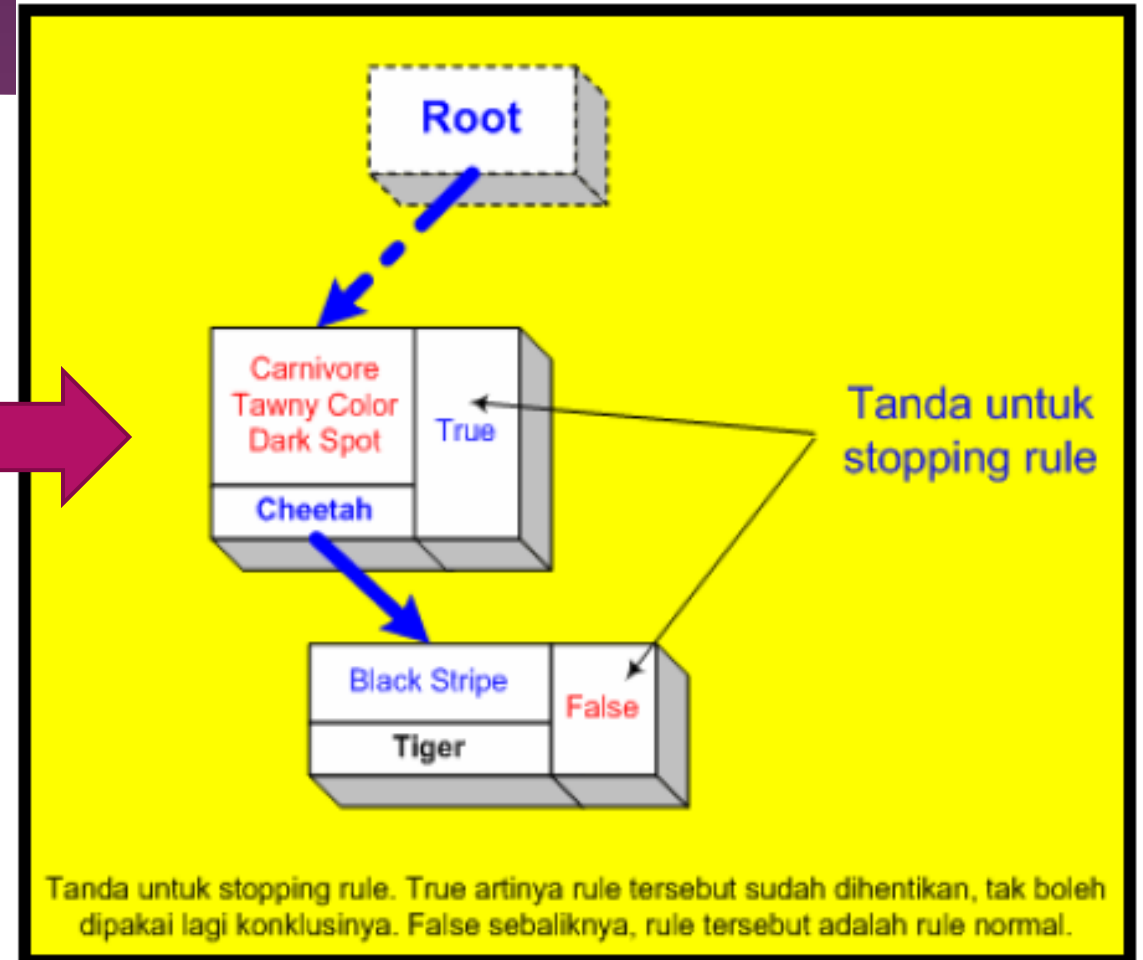 Root
Carnivore
Tawny Color
Dark Spot
True
Cheetah
Tanda untuk
stopping rule
Black Stripe
False
Tiger
Tanda untuk stopping rule. True artinya rule tersebut sudah dihentikan, tak boleh
dipakai lagi konklusinya. False sebaliknya, rule tersebut adalah rule normal.